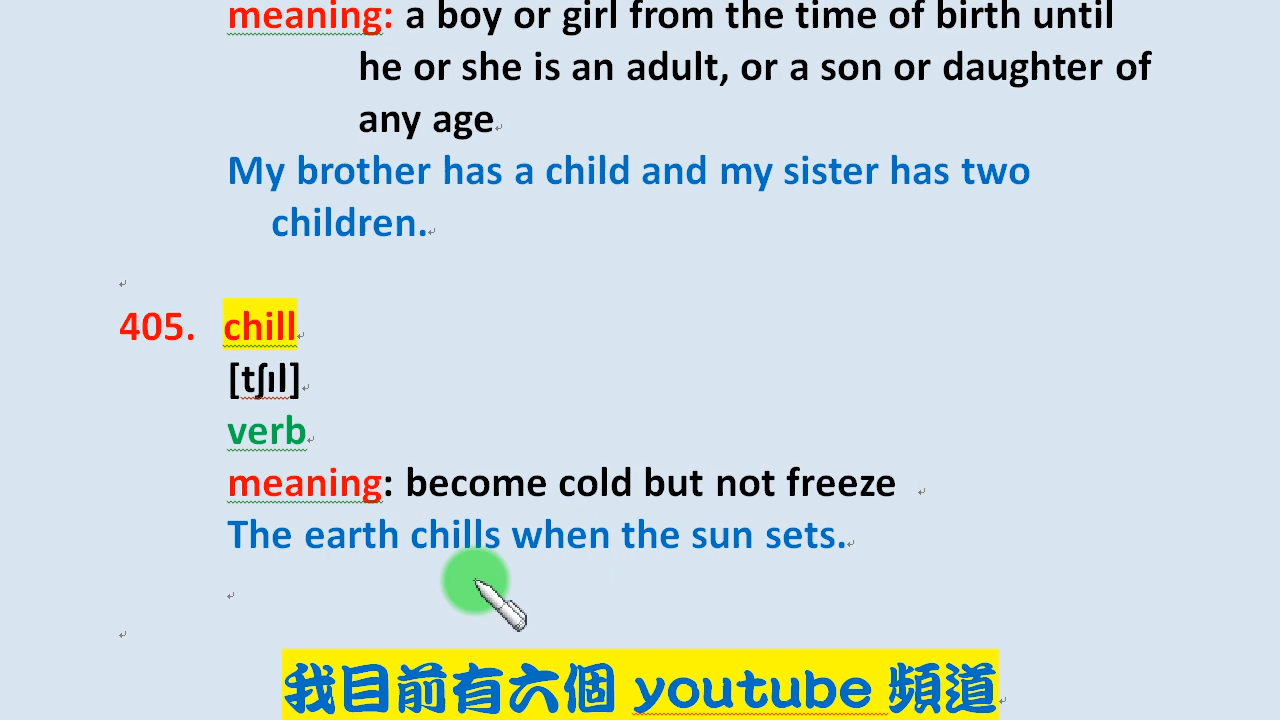 meaning: a boy or girl from the time of birth until
he or she is an adult, or a son or daughter of
any age
My brother has a child and my sister has two
children.
405. chill
[tʃɪl]
verb
meaning: become cold but not freeze
The earth chills when the sun sets.
我目前有六個 youtube 頻道